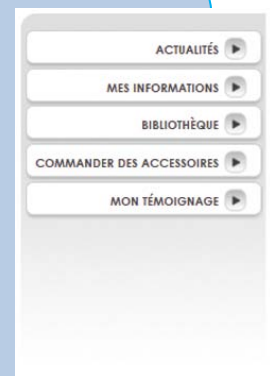 ACTUALITÉS
MES INFORMATIONS
BIBLIOTHÈQUE
COMMANDER DES ACCESSOIRES
MON TÉMOIGNAGE